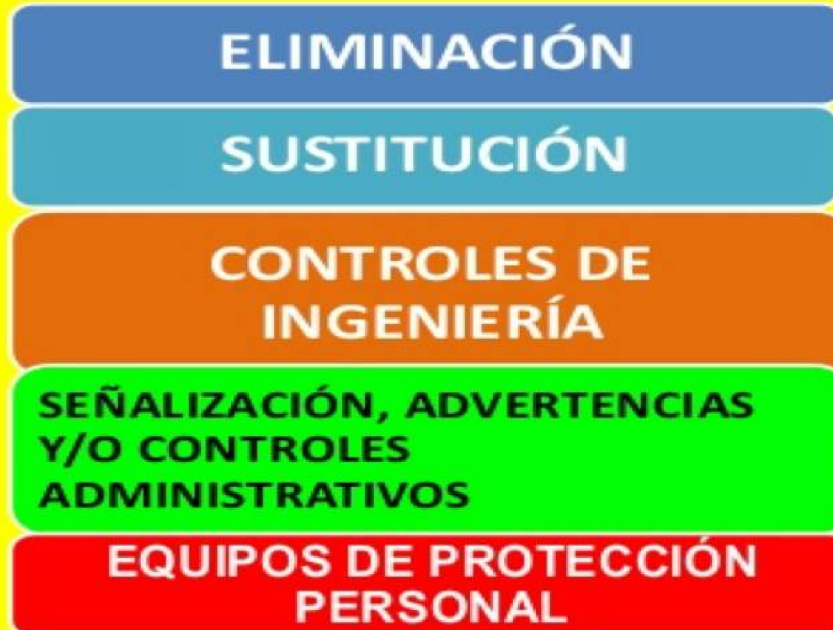 ELIMINACIÓN
SUSTITUCIÓN
CONTROLES DE
INGENIERÍA
SEÑALIZACIÓN, ADVERTENCIAS
Y/O CONTROLES
ADMINISTRATIVOS
EQUIPOS DE PROTECCIÓN
PERSONAL